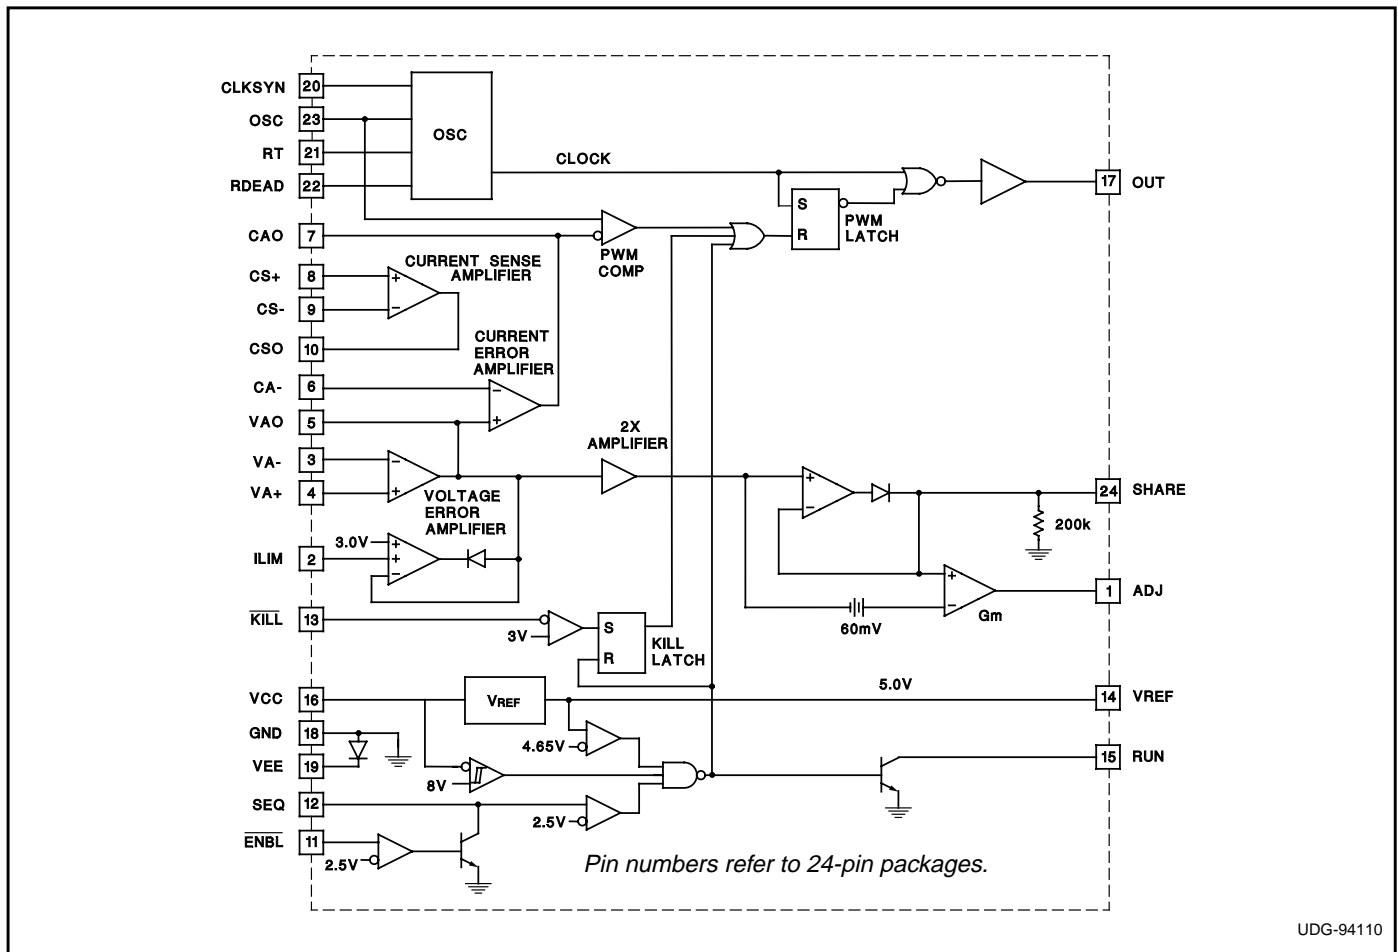 CLKSYN 20
OSC 23
RT 21
RDEAD 22
OSC
CLOCK
S
R
PWM
LATCH
17 OUT
CAO 7
PWM
COMP
CS+ 8
CS- 9
CSO 10
CURRENT SENSE
AMPLIFIER
+
−
CURRENT
ERROR
AMPLIFIER
CA- 6
VAO 5
−
+
VA- 3
VA+ 4
−
+
VOLTAGE
ERROR
AMPLIFIER
2X
AMPLIFIER
+
−
24 SHARE
200k
ILIM 2
3.0V
+
+
−
+
−
Gm
60mV
1 ADJ
KILL 13
3V
S
R
KILL
LATCH
VCC 16
VREF
5.0V
14 VREF
GND 18
VEE 19
4.65V
8V
15 RUN
SEQ 12
2.5V
ENBL 11
2.5V
Pin numbers refer to 24-pin packages.
UDG-94110